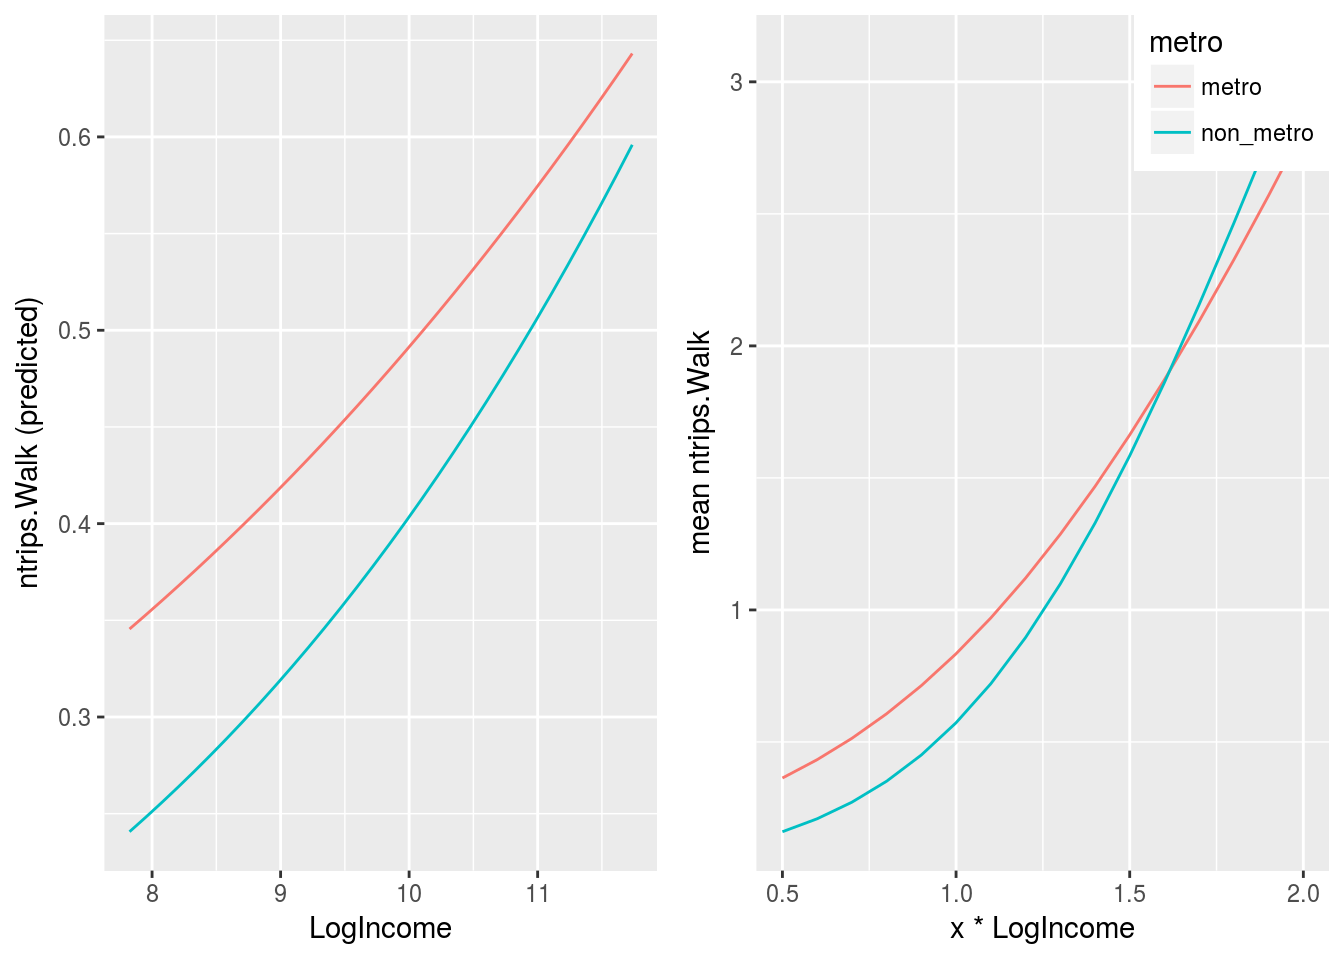 ntrips.Walk (predicted)
0.6
0.5
0.4
0.3
8 9 10 11
LogIncome
mean ntrips.Walk
3
2
1
0.5 1.0 1.5 2.0
x * LogIncome
metro
metro
non_metro